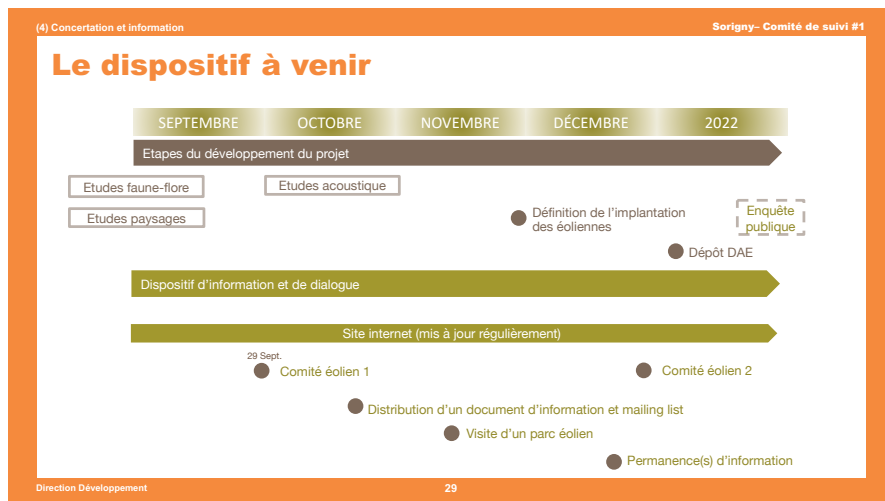 (4) Concertation et information
Sorigny– Comité de suivi #1
Le dispositif à venir
SEPTEMBRE
OCTOBRE
NOVEMBRE
DÉCEMBRE
2022
Etapes du développement du projet
Etudes faune-flore
Etudes acoustique
Etudes paysages
Définition de l'implantation
des éoliennes
Enquête
publique
Dépôt DAE
Dispositif d'information et de dialogue
Site internet (mis à jour régulièrement)
29 Sept.
Comité éolien 1
Comité éolien 2
Distribution d'un document d'information et mailing list
Visite d'un parc éolien
Permanence(s) d'information
Direction Développement
29